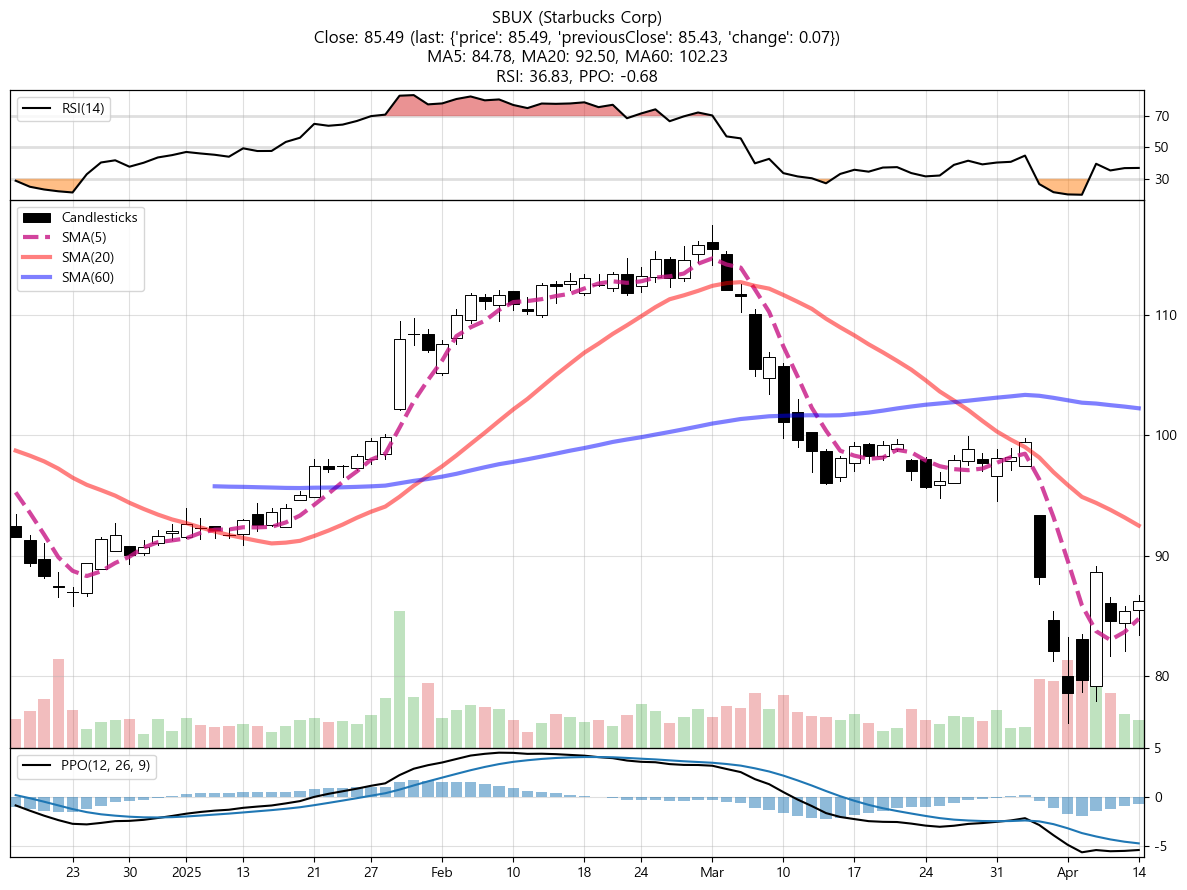 SBUX (Starbucks Corp)
Close: 85.49 (last: {'price': 85.49, 'previousClose': 85.43, 'change': 0.07})
MA5: 84.78, MA20: 92.50, MA60: 102.23
RSI: 36.83, PPO: -0.68
RSI(14)
70
50
30
Candlesticks
SMA(5)
SMA(20)
SMA(60)
110
100
90
80
PPO(12, 26, 9)
5
0
-5
23 30 2025 13 21 27 Feb 10 18 24 Mar 10 17 24 31 Apr 14